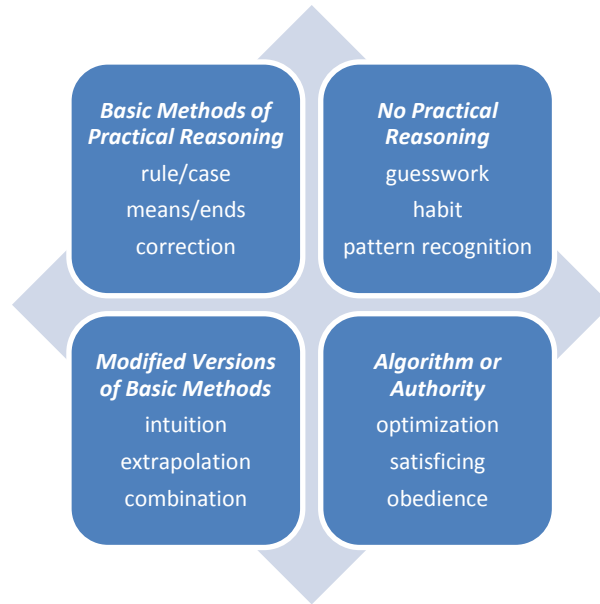 Basic Methods of
Practical Reasoning
rule/case
means/ends
correction
No Practical
Reasoning
guesswork
habit
pattern recognition
Modified Versions
of Basic Methods
intuition
extrapolation
combination
Algorithm or
Authority
optimization
satisficing
obedience